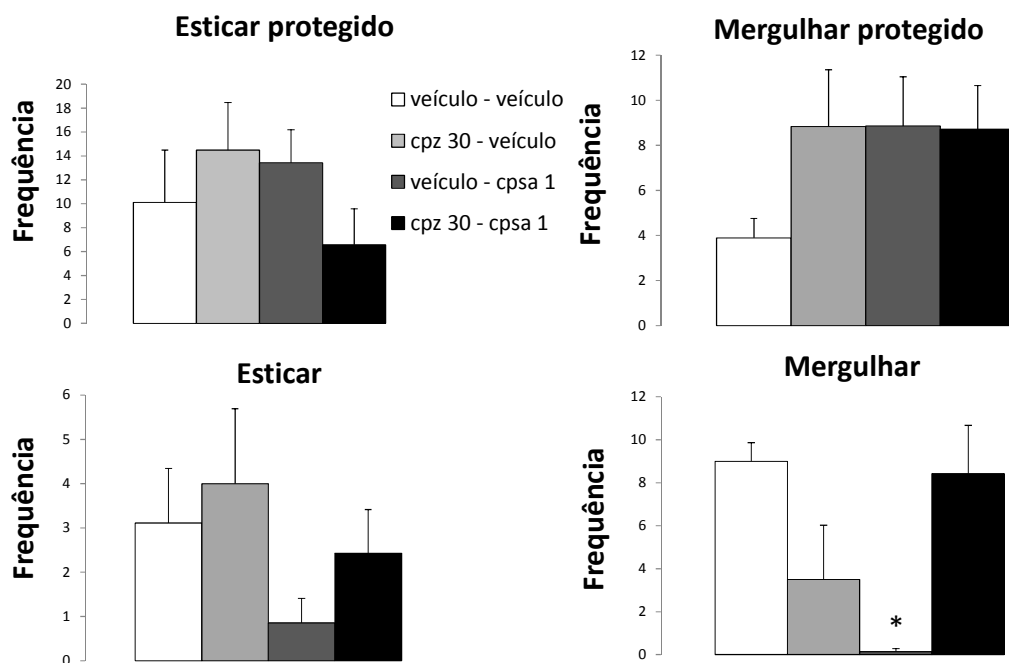 Esticar protegido
Frequência
20
18
16
14
12
10
8
6
4
2
0
veículo - veículo
cpz 30 - veículo
veículo - cpsa 1
cpz 30 - cpsa 1
Mergulhar protegido
Frequência
12
10
8
6
4
2
0
Esticar
Frequência
6
5
4
3
2
1
0
Mergulhar
Frequência
12
10
8
6
4
2
0
*